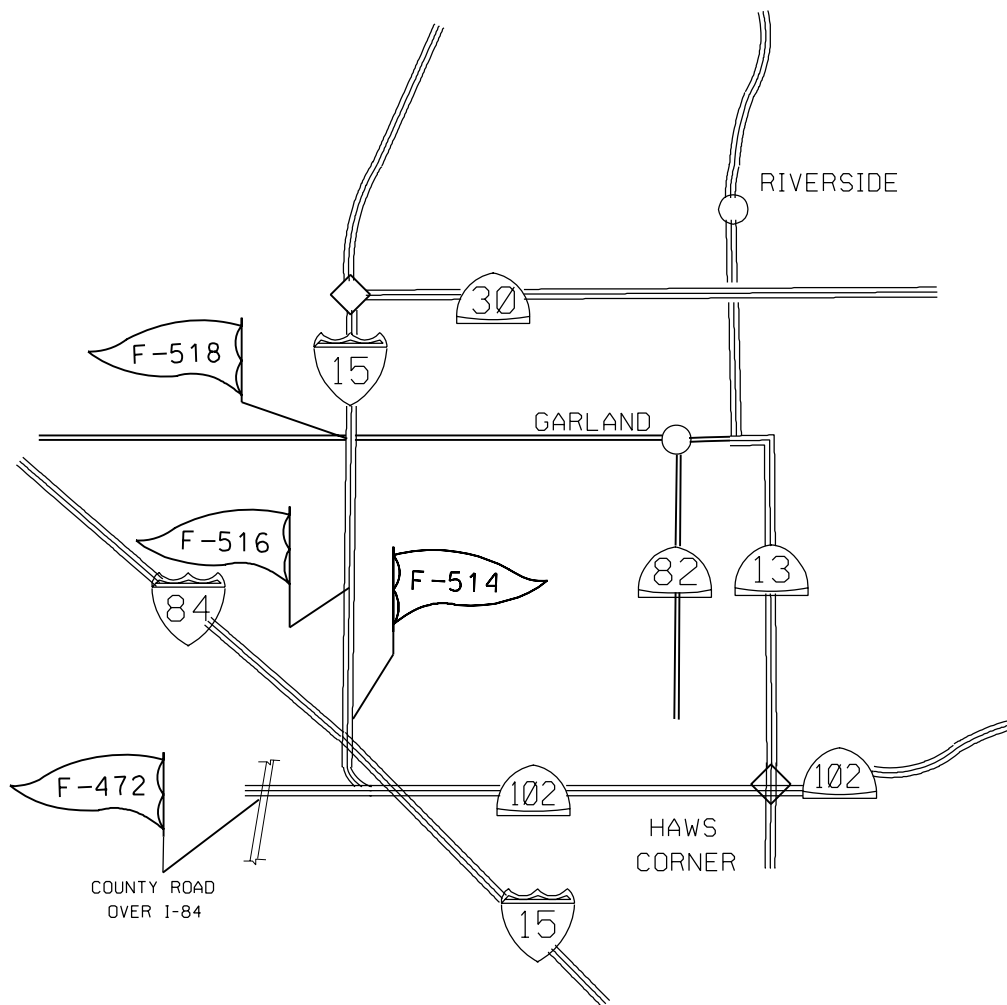 RIVERSIDE
30
F-518
15
GARLAND
F-516
F-514
82
13
84
F-472
102
102
HAWS
CORNER
COUNTY ROAD
OVER I-84
15